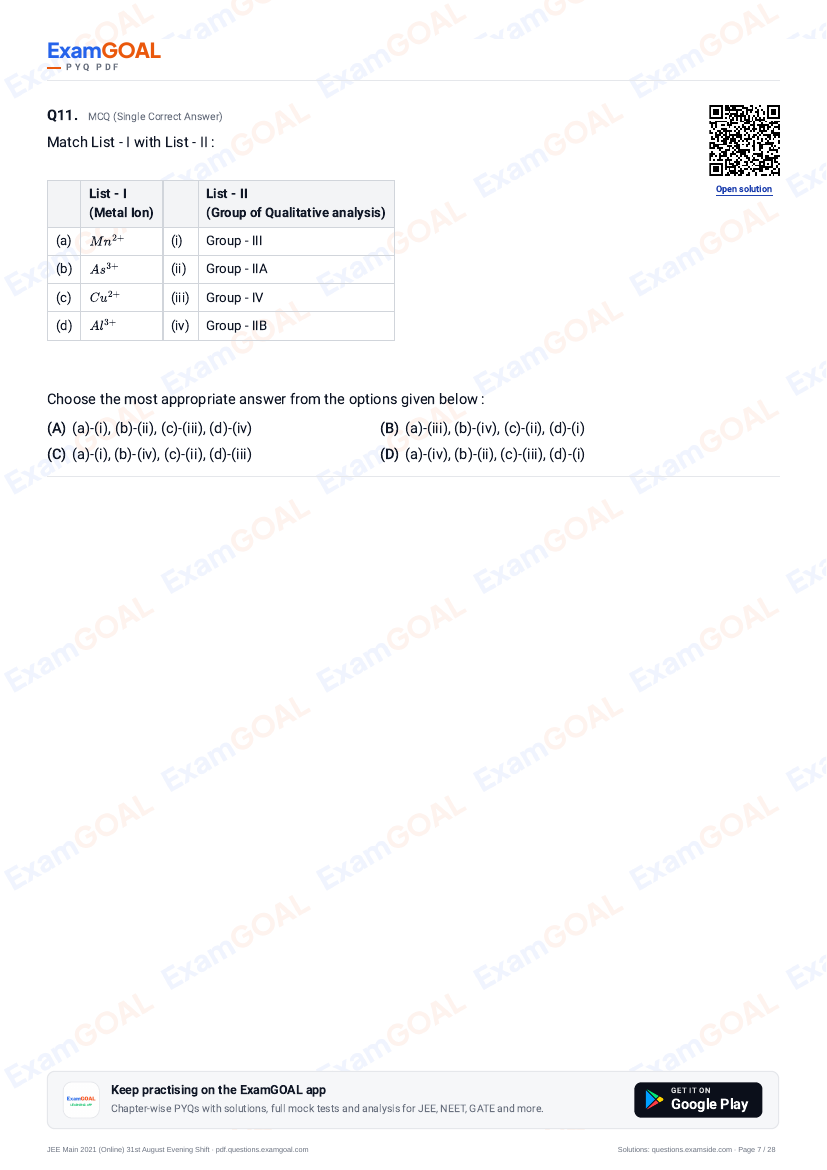 ExamGOAL
PYQ PDF
Q11. MCQ (Single Correct Answer)
Match List - I with List - II :
Open solution
List - I
(Metal Ion)
List - II
(Group of Qualitative analysis)
(a) Mn²⁺ (i) Group - III
(b) As³⁺ (ii) Group - IIA
(c) Cu²⁺ (iii) Group - IV
(d) Al³⁺ (iv) Group - IIB
Choose the most appropriate answer from the options given below :
(A) (a)-(i), (b)-(ii), (c)-(iii), (d)-(iv) (B) (a)-(iii), (b)-(iv), (c)-(ii), (d)-(i)
(C) (a)-(i), (b)-(iv), (c)-(ii), (d)-(iii) (D) (a)-(iv), (b)-(ii), (c)-(iii), (d)-(i)
Keep practising on the ExamGOAL app
Chapter-wise PYQs with solutions, full mock tests and analysis for JEE, NEET, GATE and more.
ExamGOAL
GET IT ON
Google Play
JEE Main 2021 (Online) 31st August Evening Shift · pdf.questions.examgoal.com Solutions: questions.examside.com · Page 7 / 28